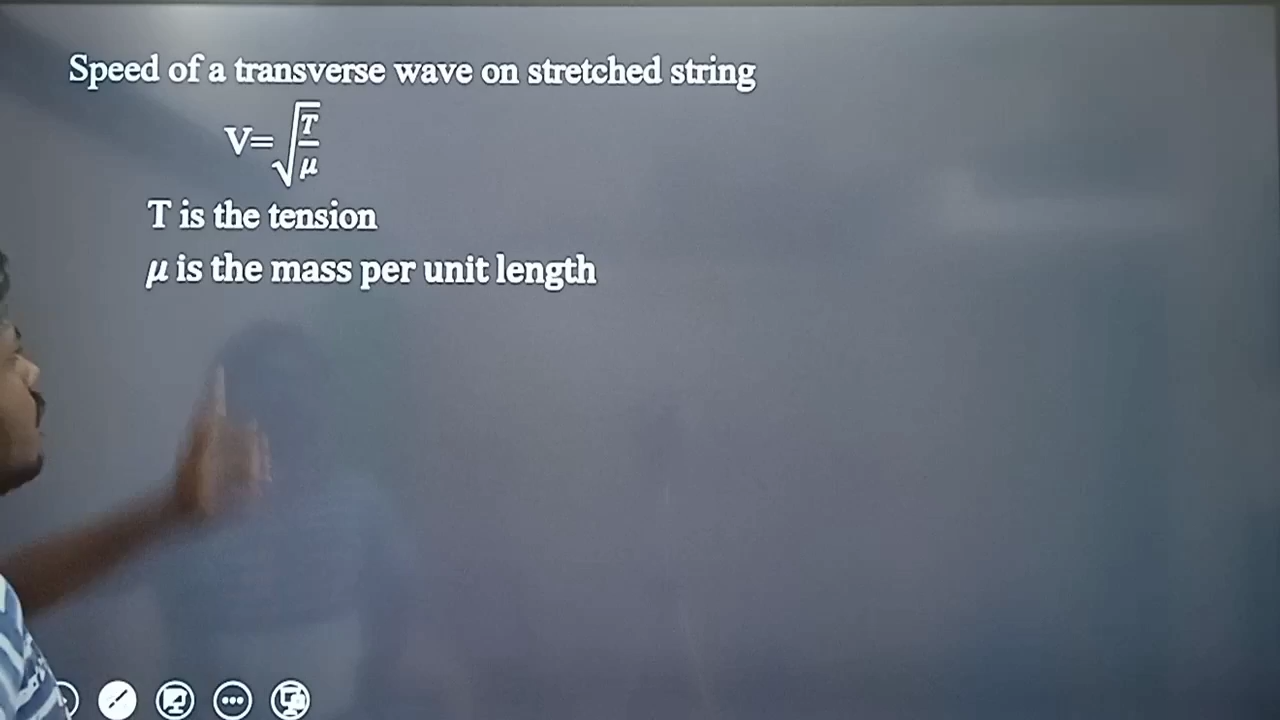 Speed of a transverse wave on stretched string
V=√(T/μ)
T is the tension
μ is the mass per unit length